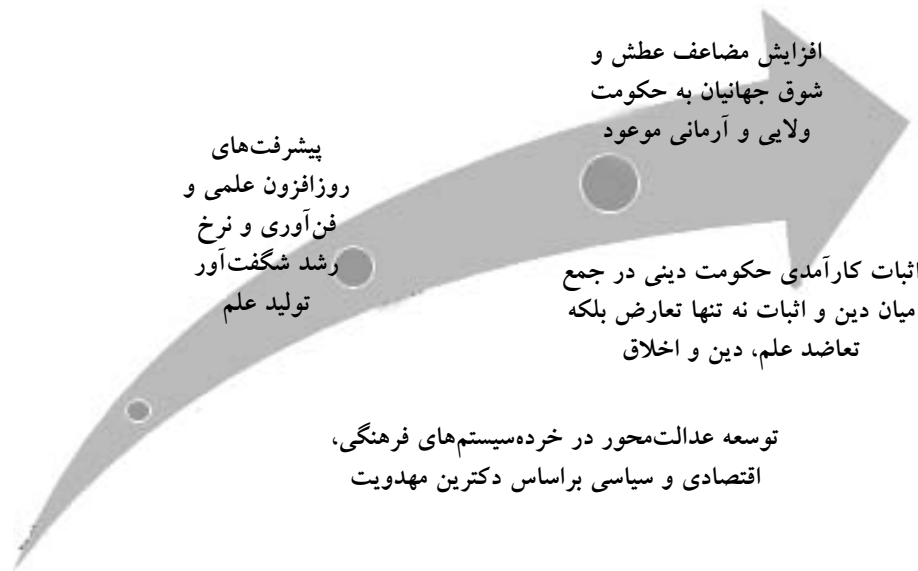 افزایش مضاعف عطش و
شوق جهانیان به حکومت
ولایی و آرمانی موعود
پیشرفت‌های
روزافزون علمی و
فن‌آوری و نرخ
رشد شگفت‌آور
تولید علم
اثبات کارآمدی حکومت دینی در جمع
میان دین و اثبات نه تنها تعارض بلکه
تعاضد علم، دین و اخلاق
توسعه عدالت‌محور در خرده‌سیستم‌های فرهنگی،
اقتصادی و سیاسی براساس دکترین مهدویت